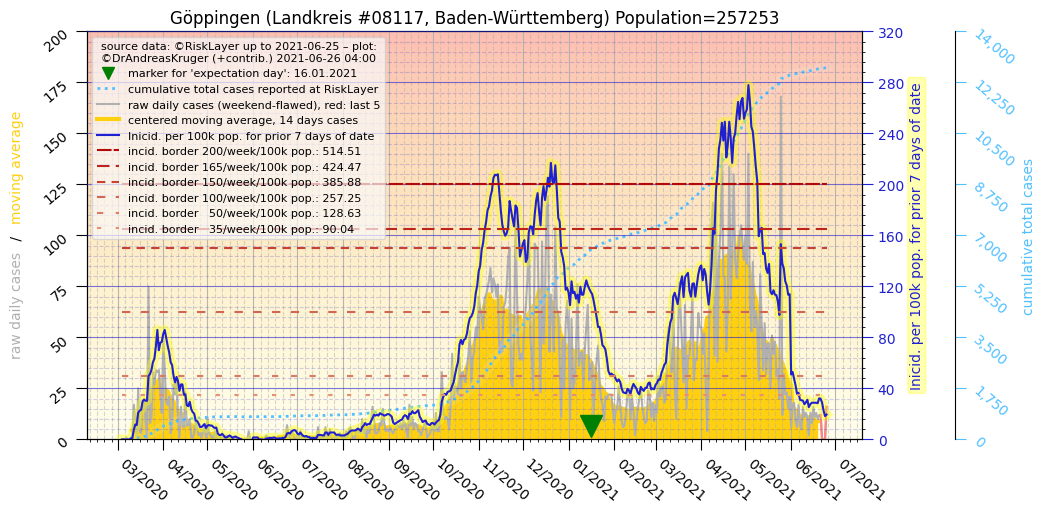 Göppingen (Landkreis #08117, Baden-Württemberg) Population=257253
source data: ©RiskLayer up to 2021-06-25 – plot:
©DrAndreasKruger (+contrib.) 2021-06-26 04:00
marker for 'expectation day': 16.01.2021
cumulative total cases reported at RiskLayer
raw daily cases (weekend-flawed), red: last 5
centered moving average, 14 days cases
Inicid. per 100k pop. for prior 7 days of date
incid. border 200/week/100k pop.: 514.51
incid. border 165/week/100k pop.: 424.47
incid. border 150/week/100k pop.: 385.88
incid. border 100/week/100k pop.: 257.25
incid. border   50/week/100k pop.: 128.63
incid. border   35/week/100k pop.: 90.04
raw daily cases / moving average
200
175
150
125
100
75
50
25
0
320
280
240
200
160
120
80
40
0
Inicid. per 100k pop. for prior 7 days of date
14,000
12,250
10,500
8,750
7,000
5,250
3,500
1,750
0
cumulative total cases
03/2020
04/2020
05/2020
06/2020
07/2020
08/2020
09/2020
10/2020
11/2020
12/2020
01/2021
02/2021
03/2021
04/2021
05/2021
06/2021
07/2021